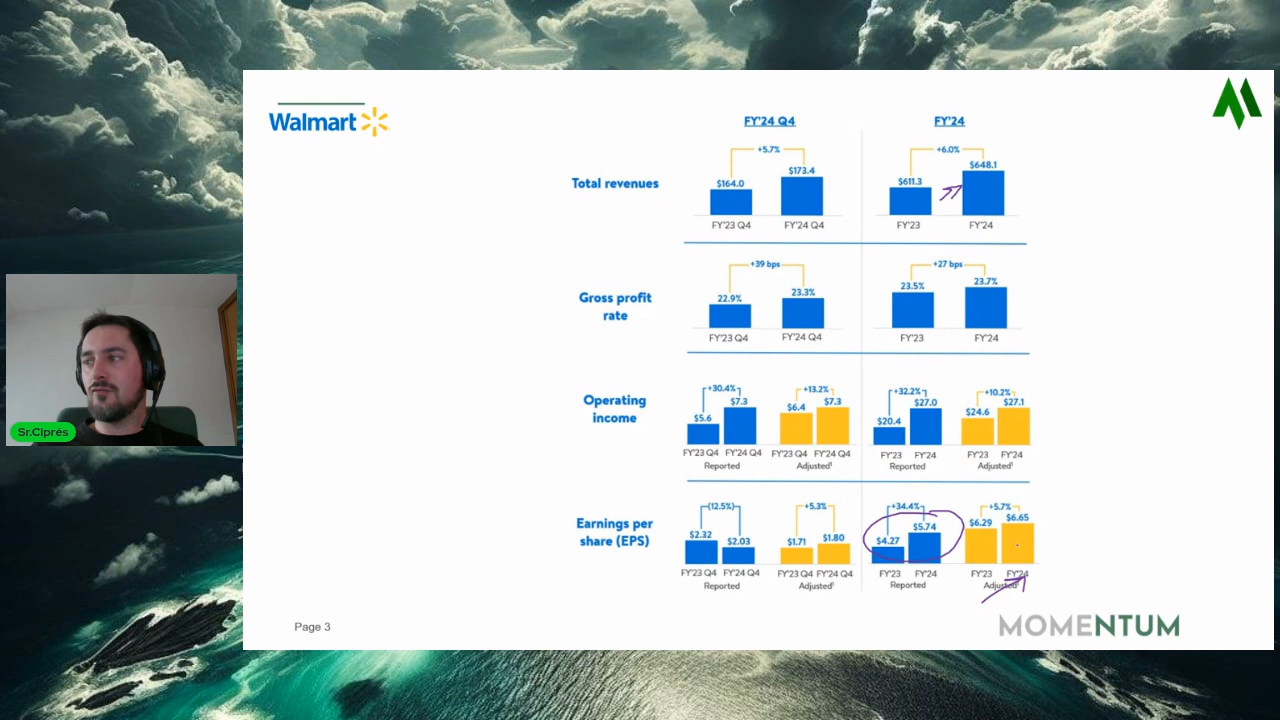 Walmart
FY'24 Q4
FY'24
Total revenues
+5.7%
$164.0
$173.4
FY'23 Q4
FY'24 Q4
+6.0%
$611.3
$648.1
FY'23
FY'24
Gross profit
rate
+39 bps
22.9%
23.3%
FY'23 Q4
FY'24 Q4
+27 bps
23.5%
23.7%
FY'23
FY'24
Operating
income
+30.4%
$5.6
$7.3
FY'23 Q4
FY'24 Q4
Reported
+13.2%
$6.4
$7.3
FY'23 Q4
FY'24 Q4
Adjusted¹
+32.2%
$20.4
$27.0
FY'23
FY'24
Reported
+10.2%
$24.6
$27.1
FY'23
FY'24
Adjusted¹
Earnings per
share (EPS)
(12.5%)
$2.32
$2.03
FY'23 Q4
FY'24 Q4
Reported
+5.3%
$1.71
$1.80
FY'23 Q4
FY'24 Q4
Adjusted¹
+34.4%
$4.27
$5.74
FY'23
FY'24
Reported
+5.7%
$6.29
$6.65
FY'23
FY'24
Adjusted¹
Sr.Ciprés
Page 3
MOMENTUM